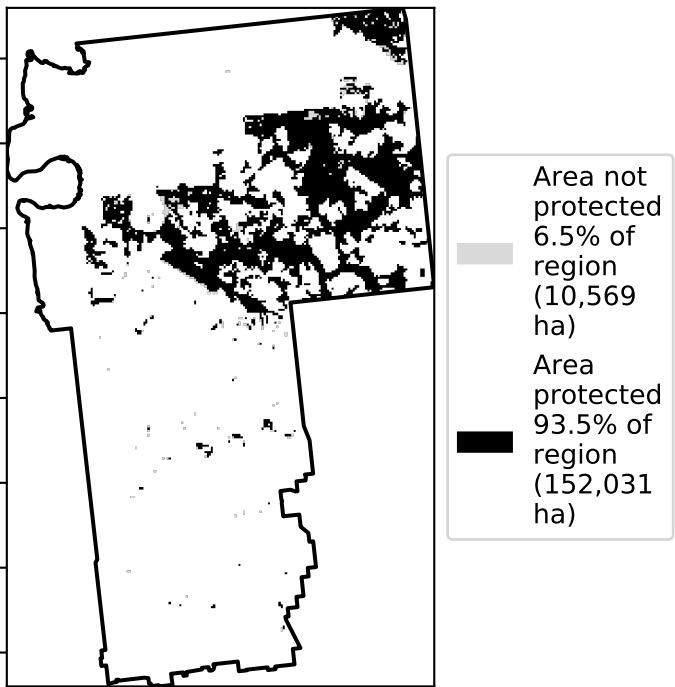 Area not
protected
6.5% of
region
(10,569
ha)
Area
protected
93.5% of
region
(152,031
ha)